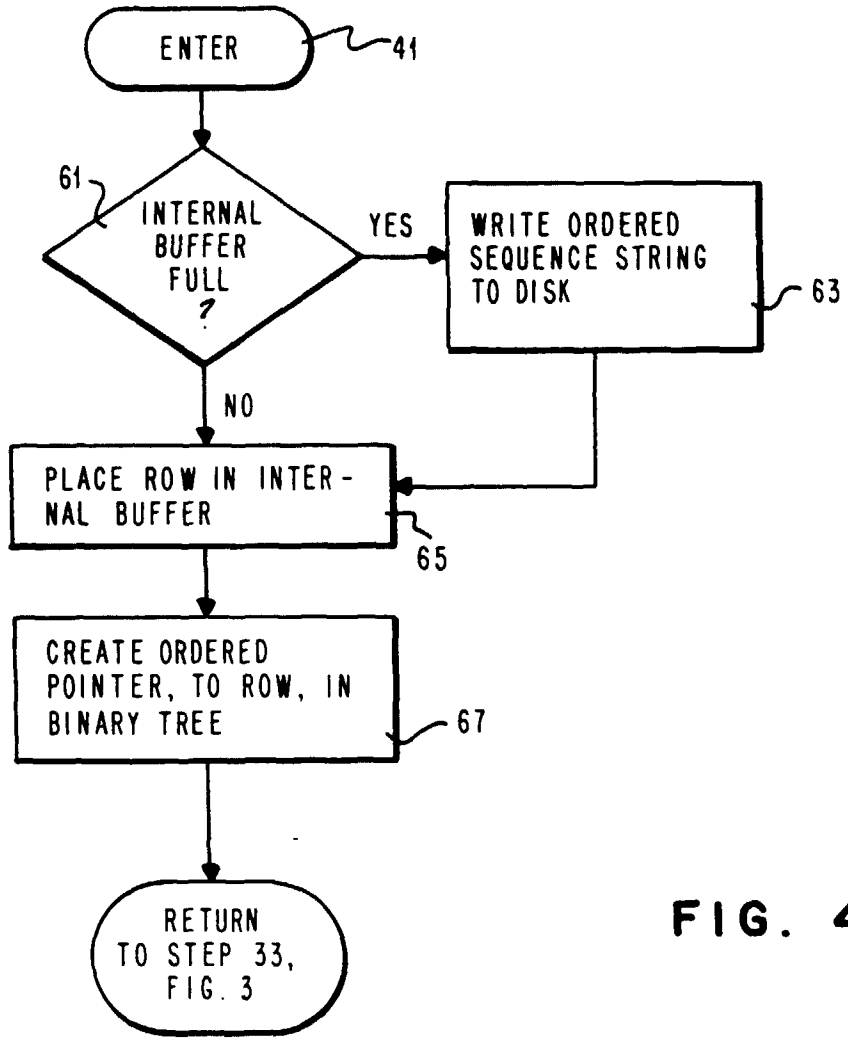 ENTER
41
61
INTERNAL
BUFFER
FULL
?
YES
WRITE ORDERED
SEQUENCE STRING
TO DISK
63
NO
PLACE ROW IN INTER-
NAL BUFFER
65
CREATE ORDERED
POINTER, TO ROW, IN
BINARY TREE
67
RETURN
TO STEP 33,
FIG. 3
FIG. 4